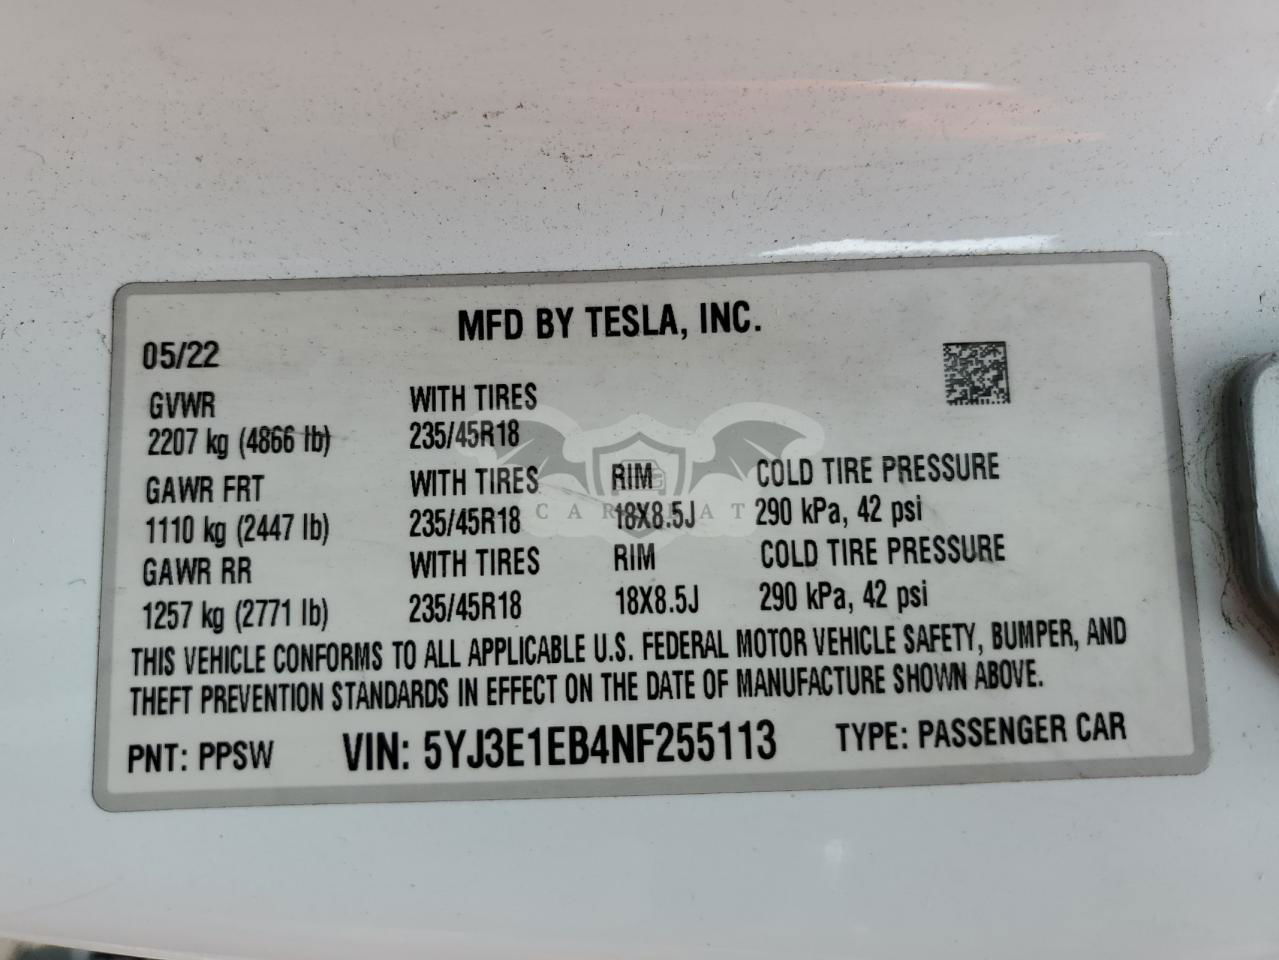 MFD BY TESLA, INC.
05/22
GVWR WITH TIRES
2207 kg (4866 lb) 235/45R18
GAWR FRT WITH TIRES RIM COLD TIRE PRESSURE
1110 kg (2447 lb) 235/45R18 18X8.5J 290 kPa, 42 psi
GAWR RR WITH TIRES RIM COLD TIRE PRESSURE
1257 kg (2771 lb) 235/45R18 18X8.5J 290 kPa, 42 psi
THIS VEHICLE CONFORMS TO ALL APPLICABLE U.S. FEDERAL MOTOR VEHICLE SAFETY, BUMPER, AND
THEFT PREVENTION STANDARDS IN EFFECT ON THE DATE OF MANUFACTURE SHOWN ABOVE.
PNT: PPSW VIN: 5YJ3E1EB4NF255113 TYPE: PASSENGER CAR